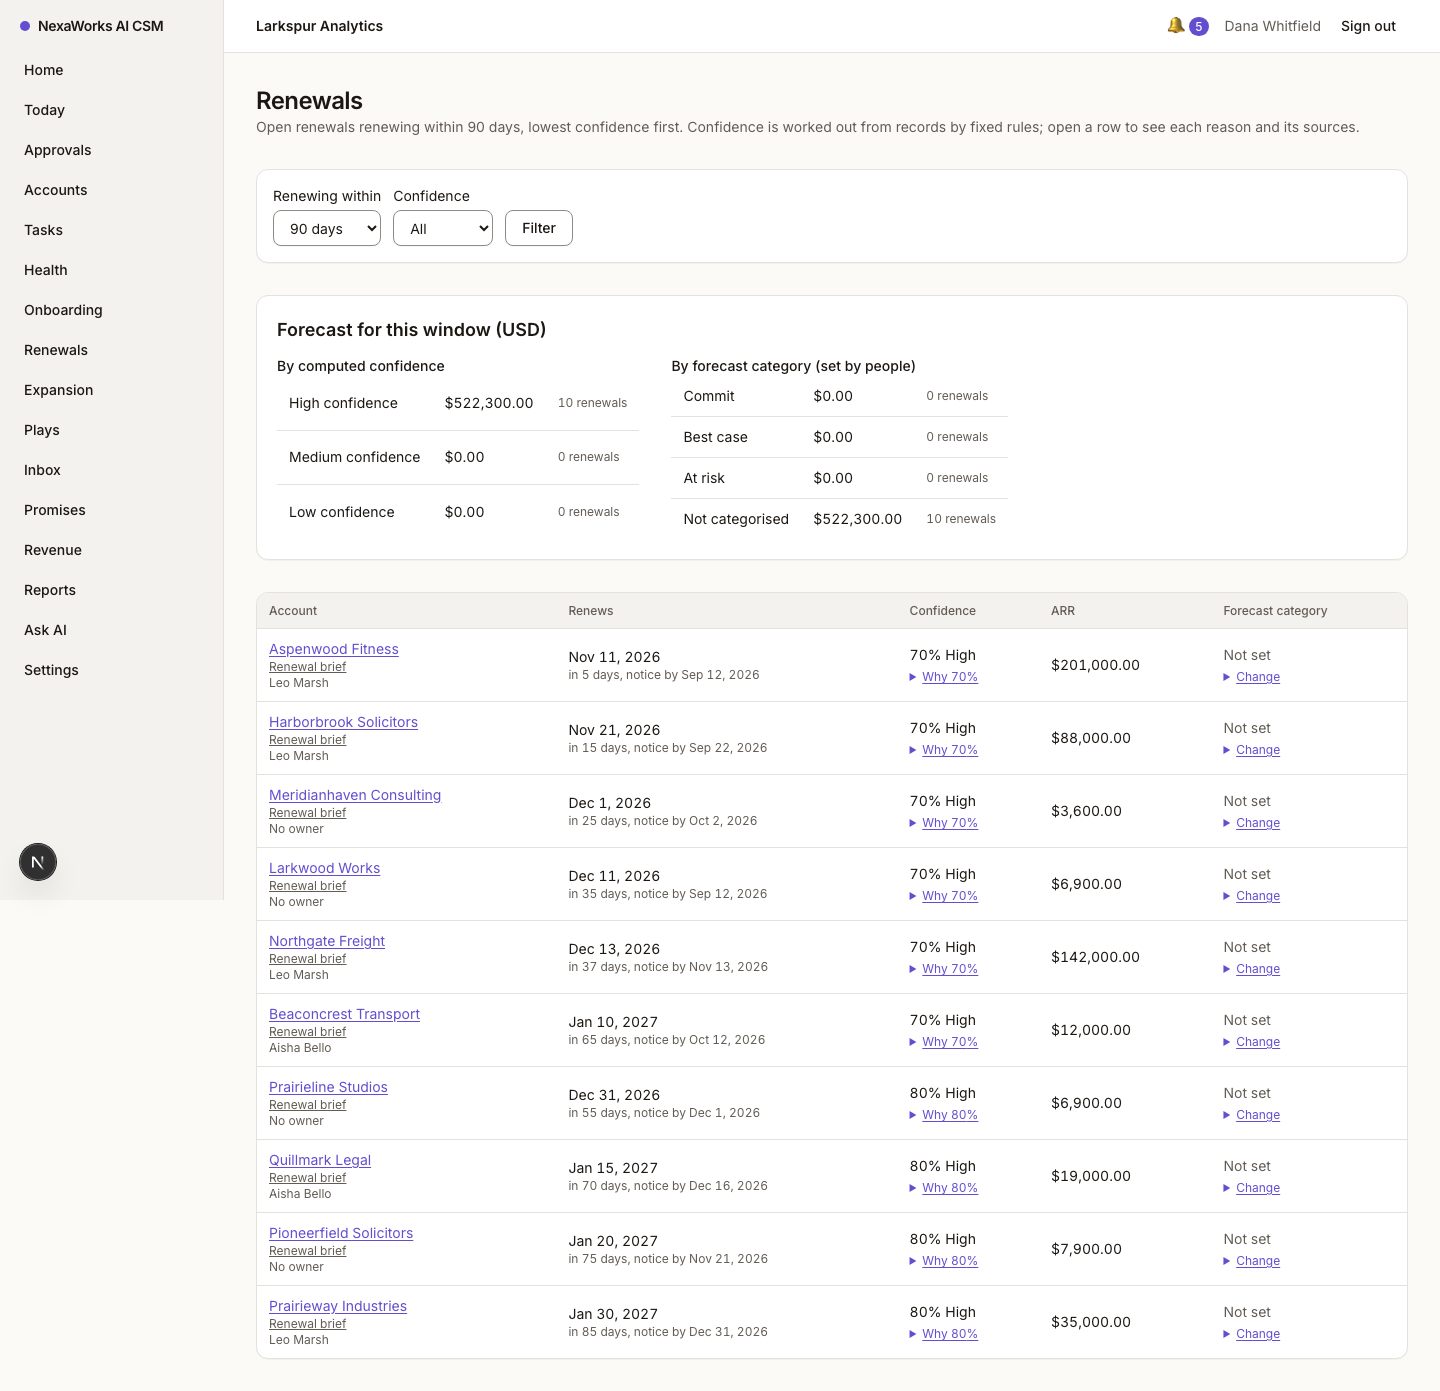 NexaWorks AI CSM
Home
Today
Approvals
Accounts
Tasks
Health
Onboarding
Renewals
Expansion
Plays
Inbox
Promises
Revenue
Reports
Ask AI
Settings
N
Larkspur Analytics
5 Dana Whitfield Sign out
Renewals
Open renewals renewing within 90 days, lowest confidence first. Confidence is worked out from records by fixed rules; open a row to see each reason and its sources.
Renewing within Confidence
90 days All Filter
Forecast for this window (USD)
By computed confidence
High confidence $522,300.00 10 renewals
Medium confidence $0.00 0 renewals
Low confidence $0.00 0 renewals
By forecast category (set by people)
Commit $0.00 0 renewals
Best case $0.00 0 renewals
At risk $0.00 0 renewals
Not categorised $522,300.00 10 renewals
Account Renews Confidence ARR Forecast category
Aspenwood Fitness
Renewal brief
Leo Marsh
Nov 11, 2026
in 5 days, notice by Sep 12, 2026
70% High
Why 70%
$201,000.00
Not set
Change
Harborbrook Solicitors
Renewal brief
Leo Marsh
Nov 21, 2026
in 15 days, notice by Sep 22, 2026
70% High
Why 70%
$88,000.00
Not set
Change
Meridianhaven Consulting
Renewal brief
No owner
Dec 1, 2026
in 25 days, notice by Oct 2, 2026
70% High
Why 70%
$3,600.00
Not set
Change
Larkwood Works
Renewal brief
No owner
Dec 11, 2026
in 35 days, notice by Sep 12, 2026
70% High
Why 70%
$6,900.00
Not set
Change
Northgate Freight
Renewal brief
Leo Marsh
Dec 13, 2026
in 37 days, notice by Nov 13, 2026
70% High
Why 70%
$142,000.00
Not set
Change
Beaconcrest Transport
Renewal brief
Aisha Bello
Jan 10, 2027
in 65 days, notice by Oct 12, 2026
70% High
Why 70%
$12,000.00
Not set
Change
Prairieline Studios
Renewal brief
No owner
Dec 31, 2026
in 55 days, notice by Dec 1, 2026
80% High
Why 80%
$6,900.00
Not set
Change
Quillmark Legal
Renewal brief
Aisha Bello
Jan 15, 2027
in 70 days, notice by Dec 16, 2026
80% High
Why 80%
$19,000.00
Not set
Change
Pioneerfield Solicitors
Renewal brief
No owner
Jan 20, 2027
in 75 days, notice by Nov 21, 2026
80% High
Why 80%
$7,900.00
Not set
Change
Prairieway Industries
Renewal brief
Leo Marsh
Jan 30, 2027
in 85 days, notice by Dec 31, 2026
80% High
Why 80%
$35,000.00
Not set
Change